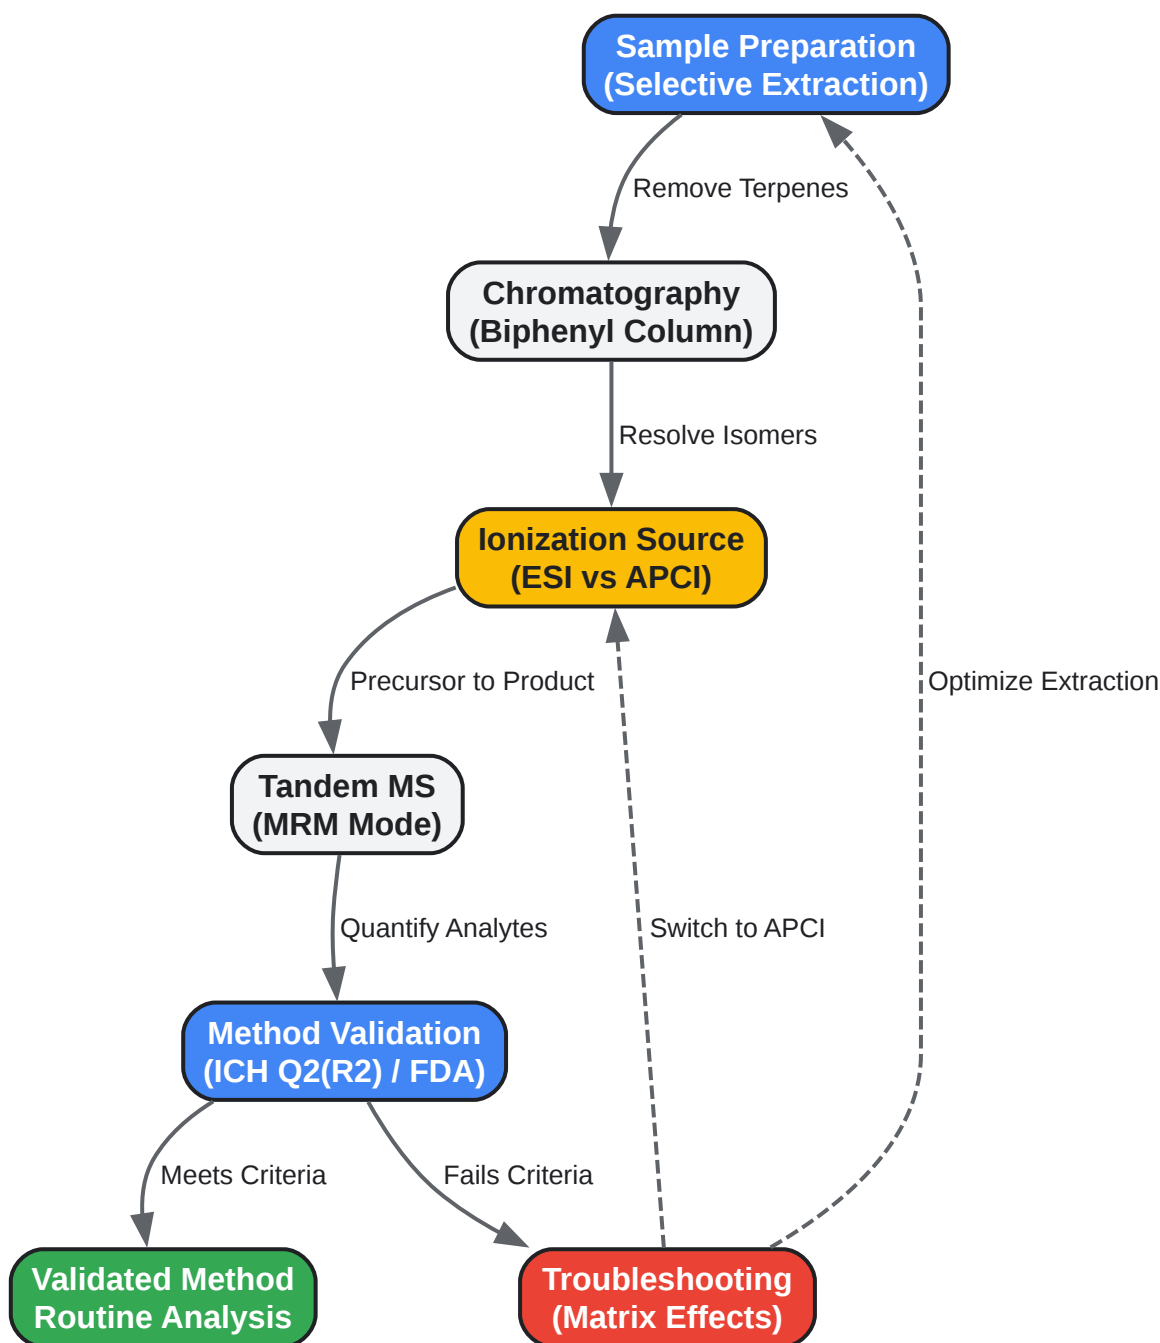 Sample Preparation
(Selective Extraction)
Remove Terpenes
Chromatography
(Biphenyl Column)
Resolve Isomers
Ionization Source
(ESI vs APCI)
Precursor to Product
Optimize Extraction
Tandem MS
(MRM Mode)
Quantify Analytes
Switch to APCI
Method Validation
(ICH Q2(R2) / FDA)
Meets Criteria
Fails Criteria
Validated Method
Routine Analysis
Troubleshooting
(Matrix Effects)